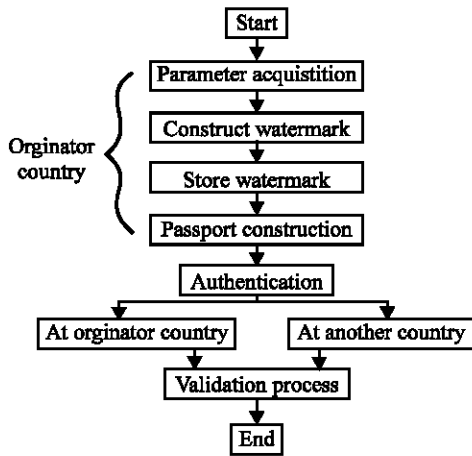 Start
Parameter acquistition
Construct watermark
Orginator
country
Store watermark
Passport construction
Authentication
At orginator country
At another country
Validation process
End